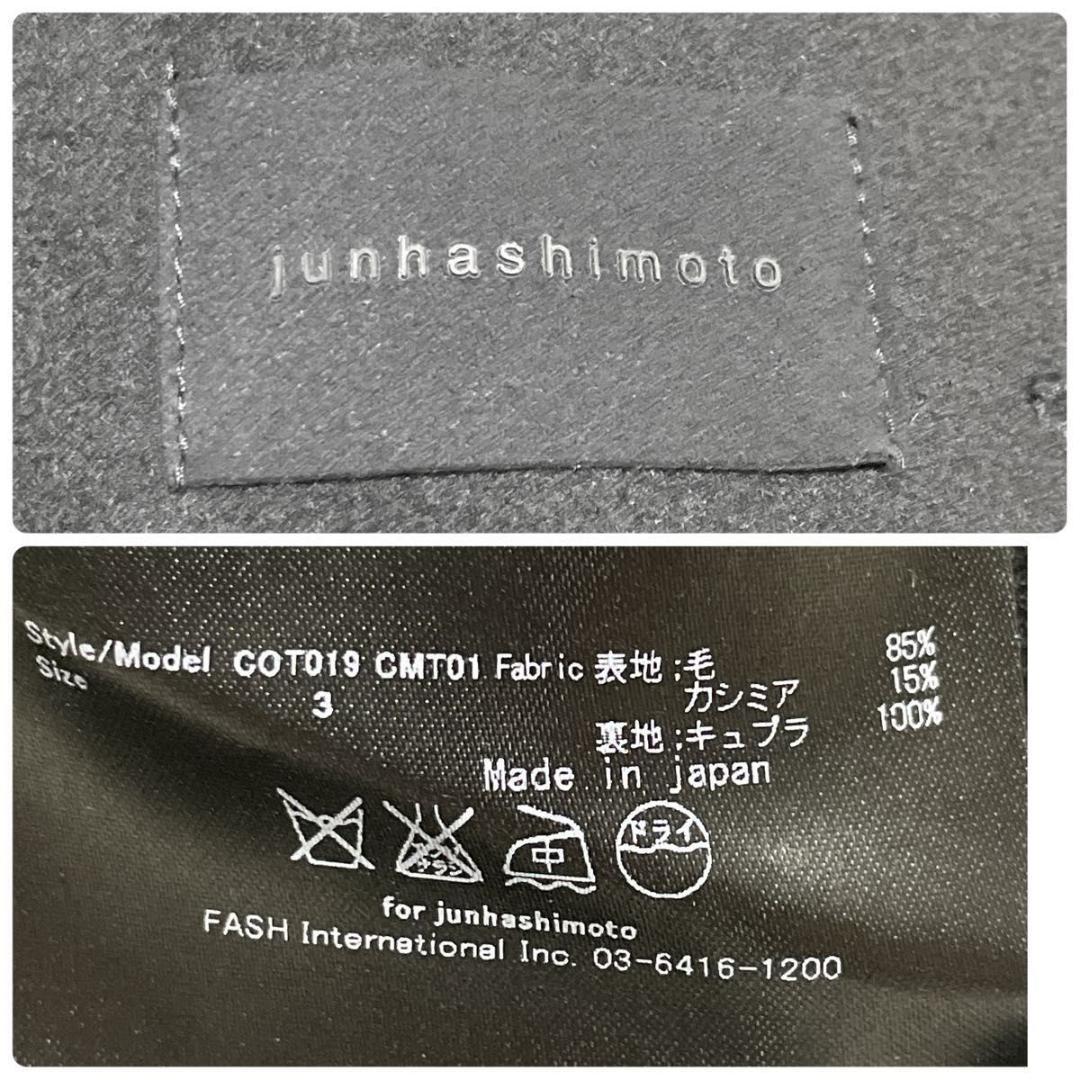 junhashimoto
Style/Model COT019 CMT01 Fabric 表地 ;毛 85%
Size 3 カシミア 15%
裏地 ;キュプラ 100%
Made in japan
中 ドライ
for junhashimoto
FASH International Inc. 03-6416-1200